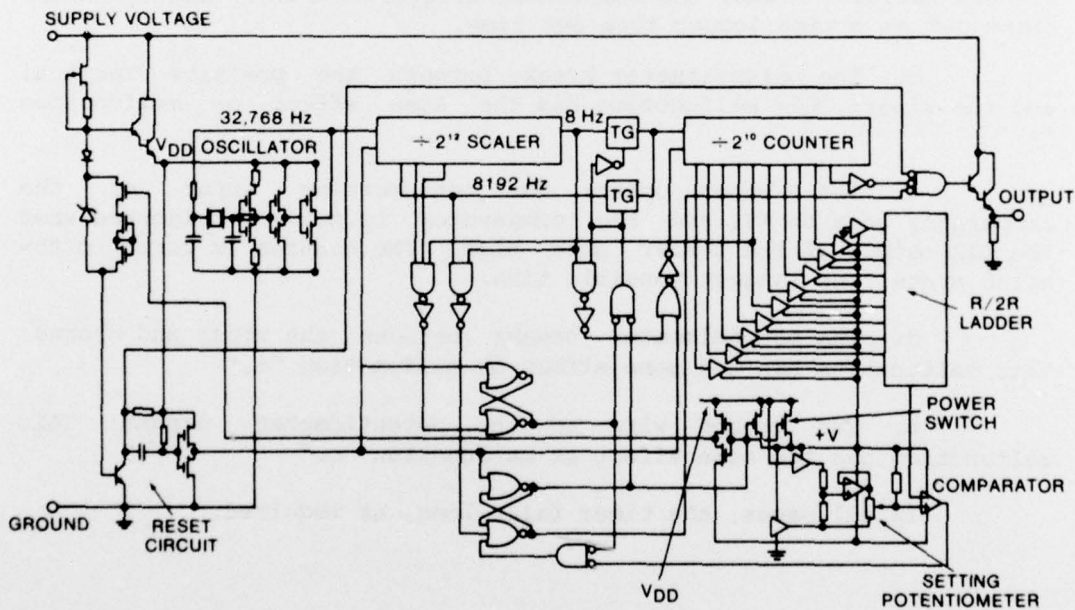 SUPPLY VOLTAGE
32,768 Hz
8 Hz
TG
÷ 2¹² SCALER
÷ 2¹⁰ COUNTER
V_DD
OSCILLATOR
8192 Hz
TG
OUTPUT
R/2R
LADDER
POWER
SWITCH
+V
COMPARATOR
GROUND
RESET
CIRCUIT
V_DD
SETTING
POTENTIOMETER